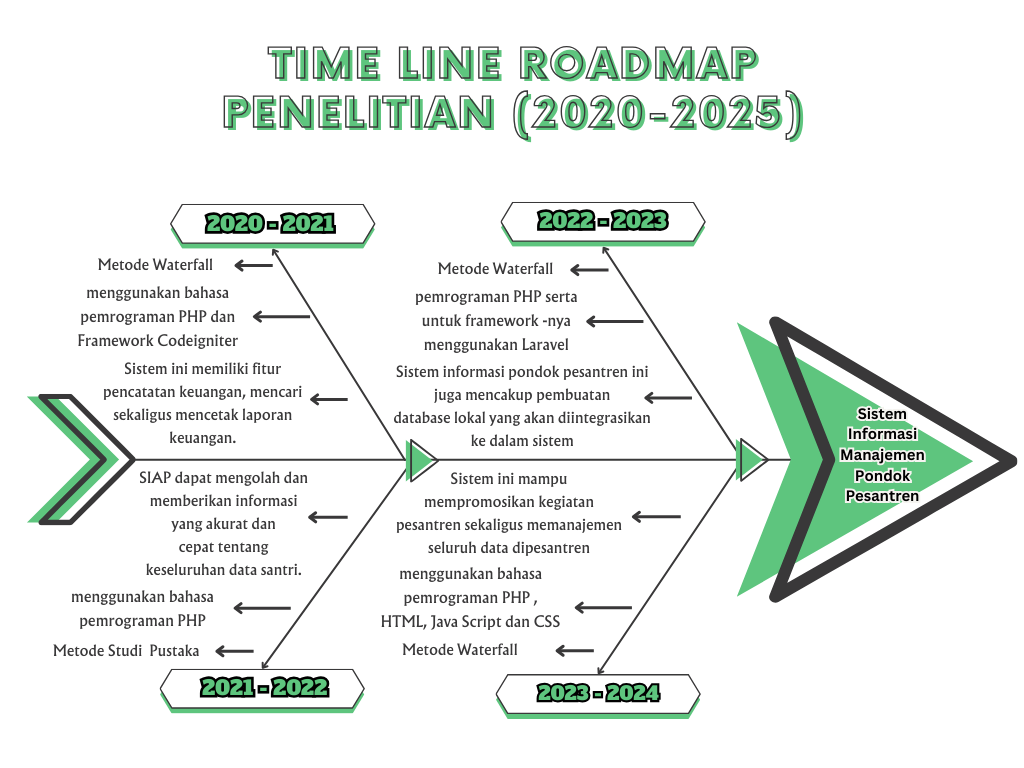 TIME LINE ROADMAP
PENELITIAN (2020-2025)
2020 - 2021
Metode Waterfall
menggunakan bahasa
pemrograman PHP dan
Framework Codeigniter
Sistem ini memiliki fitur
pencatatan keuangan, mencari
sekaligus mencetak laporan
keuangan.
2022 - 2023
Metode Waterfall
pemrograman PHP serta
untuk framework -nya
menggunakan Laravel
Sistem informasi pondok pesantren ini
juga mencakup pembuatan
database lokal yang akan diintegrasikan
ke dalam sistem
SIAP dapat mengolah dan
memberikan informasi
yang akurat dan
cepat tentang
keseluruhan data santri.
menggunakan bahasa
pemrograman PHP
Metode Studi  Pustaka
2021 - 2022
Sistem ini mampu
mempromosikan kegiatan
pesantren sekaligus memanajemen
seluruh data dipesantren
menggunakan bahasa
pemrograman PHP ,
HTML, Java Script dan CSS
Metode Waterfall
2023 - 2024
Sistem
Informasi
Manajemen
Pondok
Pesantren